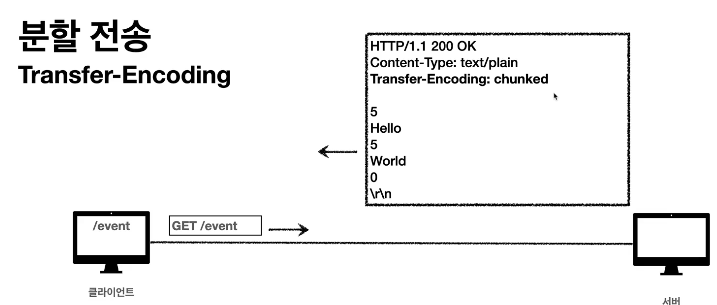 분할 전송
Transfer-Encoding
HTTP/1.1 200 OK
Content-Type: text/plain
Transfer-Encoding: chunked
5
Hello
5
World
0
\r\n
/event
GET /event
클라이언트
서버